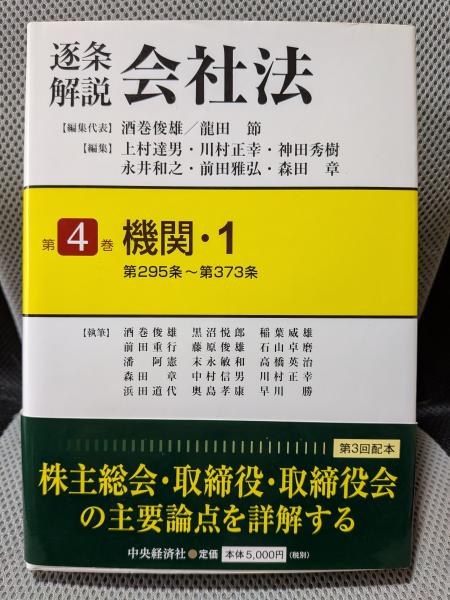 逐条解説 会社法
【編集代表】 酒巻俊雄／龍田 節
【編集】 上村達男・川村正幸・神田秀樹
永井和之・前田雅弘・森田 章
第4巻 機関・1
第295条～第373条
【執筆】 酒巻俊雄 黒沼悦郎 稲葉威雄
前田重行 藤原俊雄 石山卓磨
潘 阿憲 末永敏和 高橋英治
森田 章 中村信男 川村正幸
浜田道代 奥島孝康 早川 勝
第3回配本
株主総会・取締役・取締役会
の主要論点を詳解する
中央経済社●定価 本体5,000円（税別）